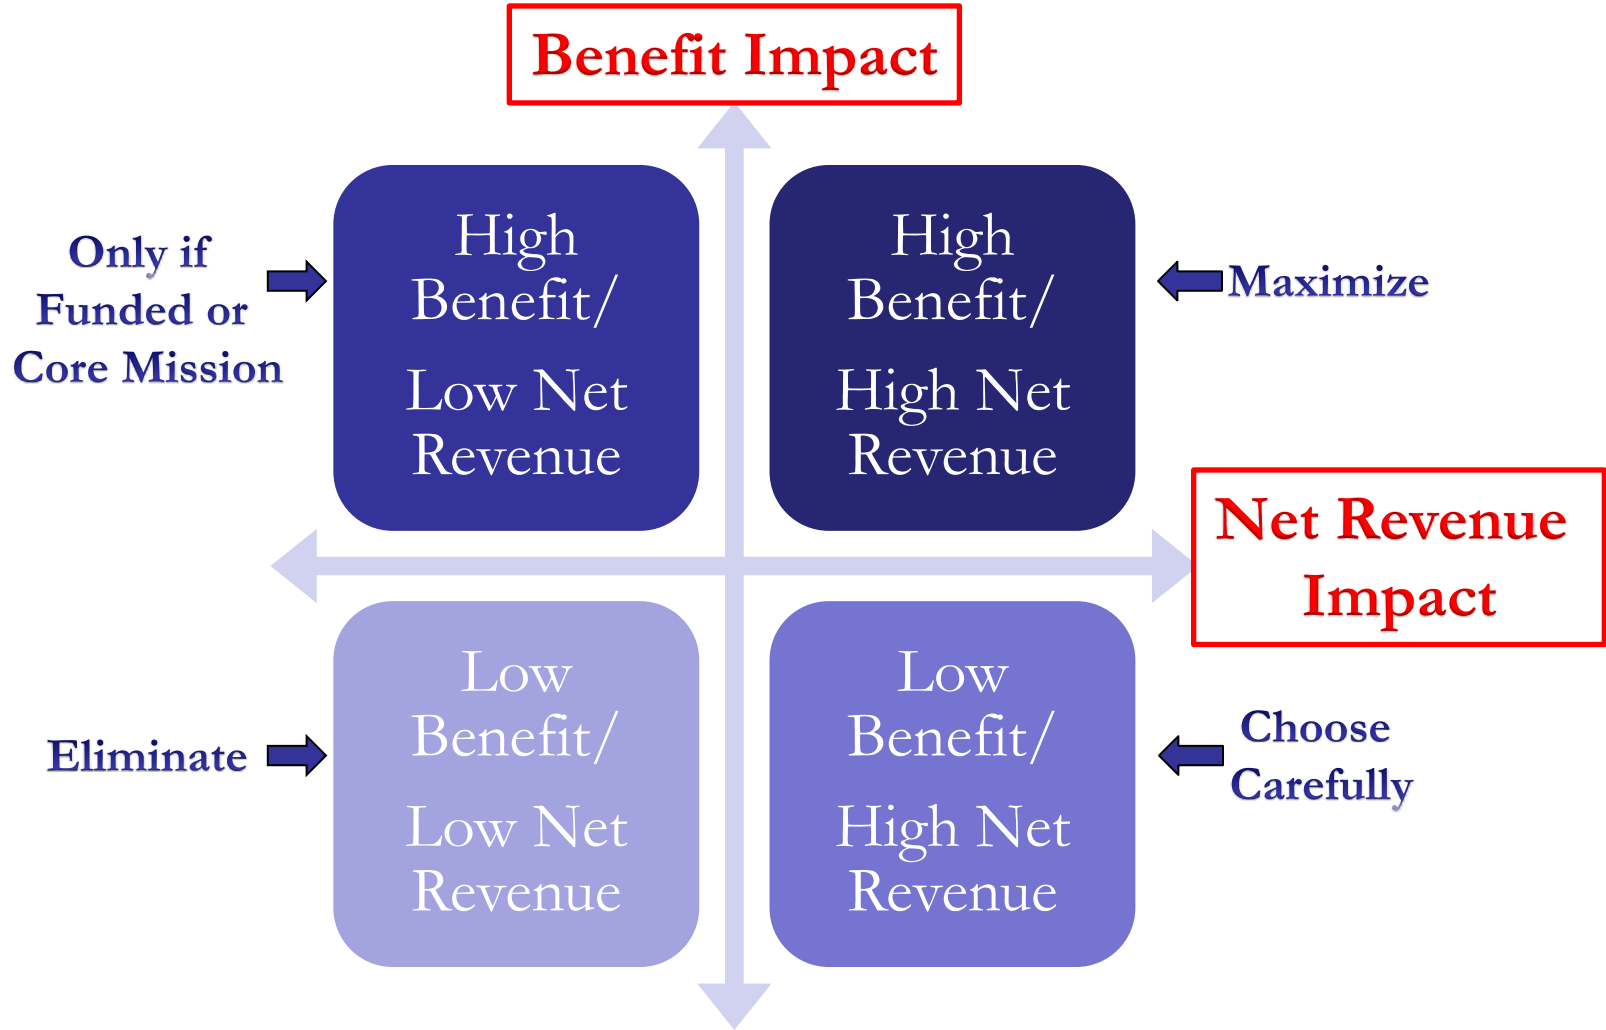 Benefit Impact
Only if
Funded or
Core Mission
High
Benefit/
Low Net
Revenue
High
Benefit/
High Net
Revenue
Maximize
Net Revenue
Impact
Eliminate
Low
Benefit/
Low Net
Revenue
Low
Benefit/
High Net
Revenue
Choose
Carefully